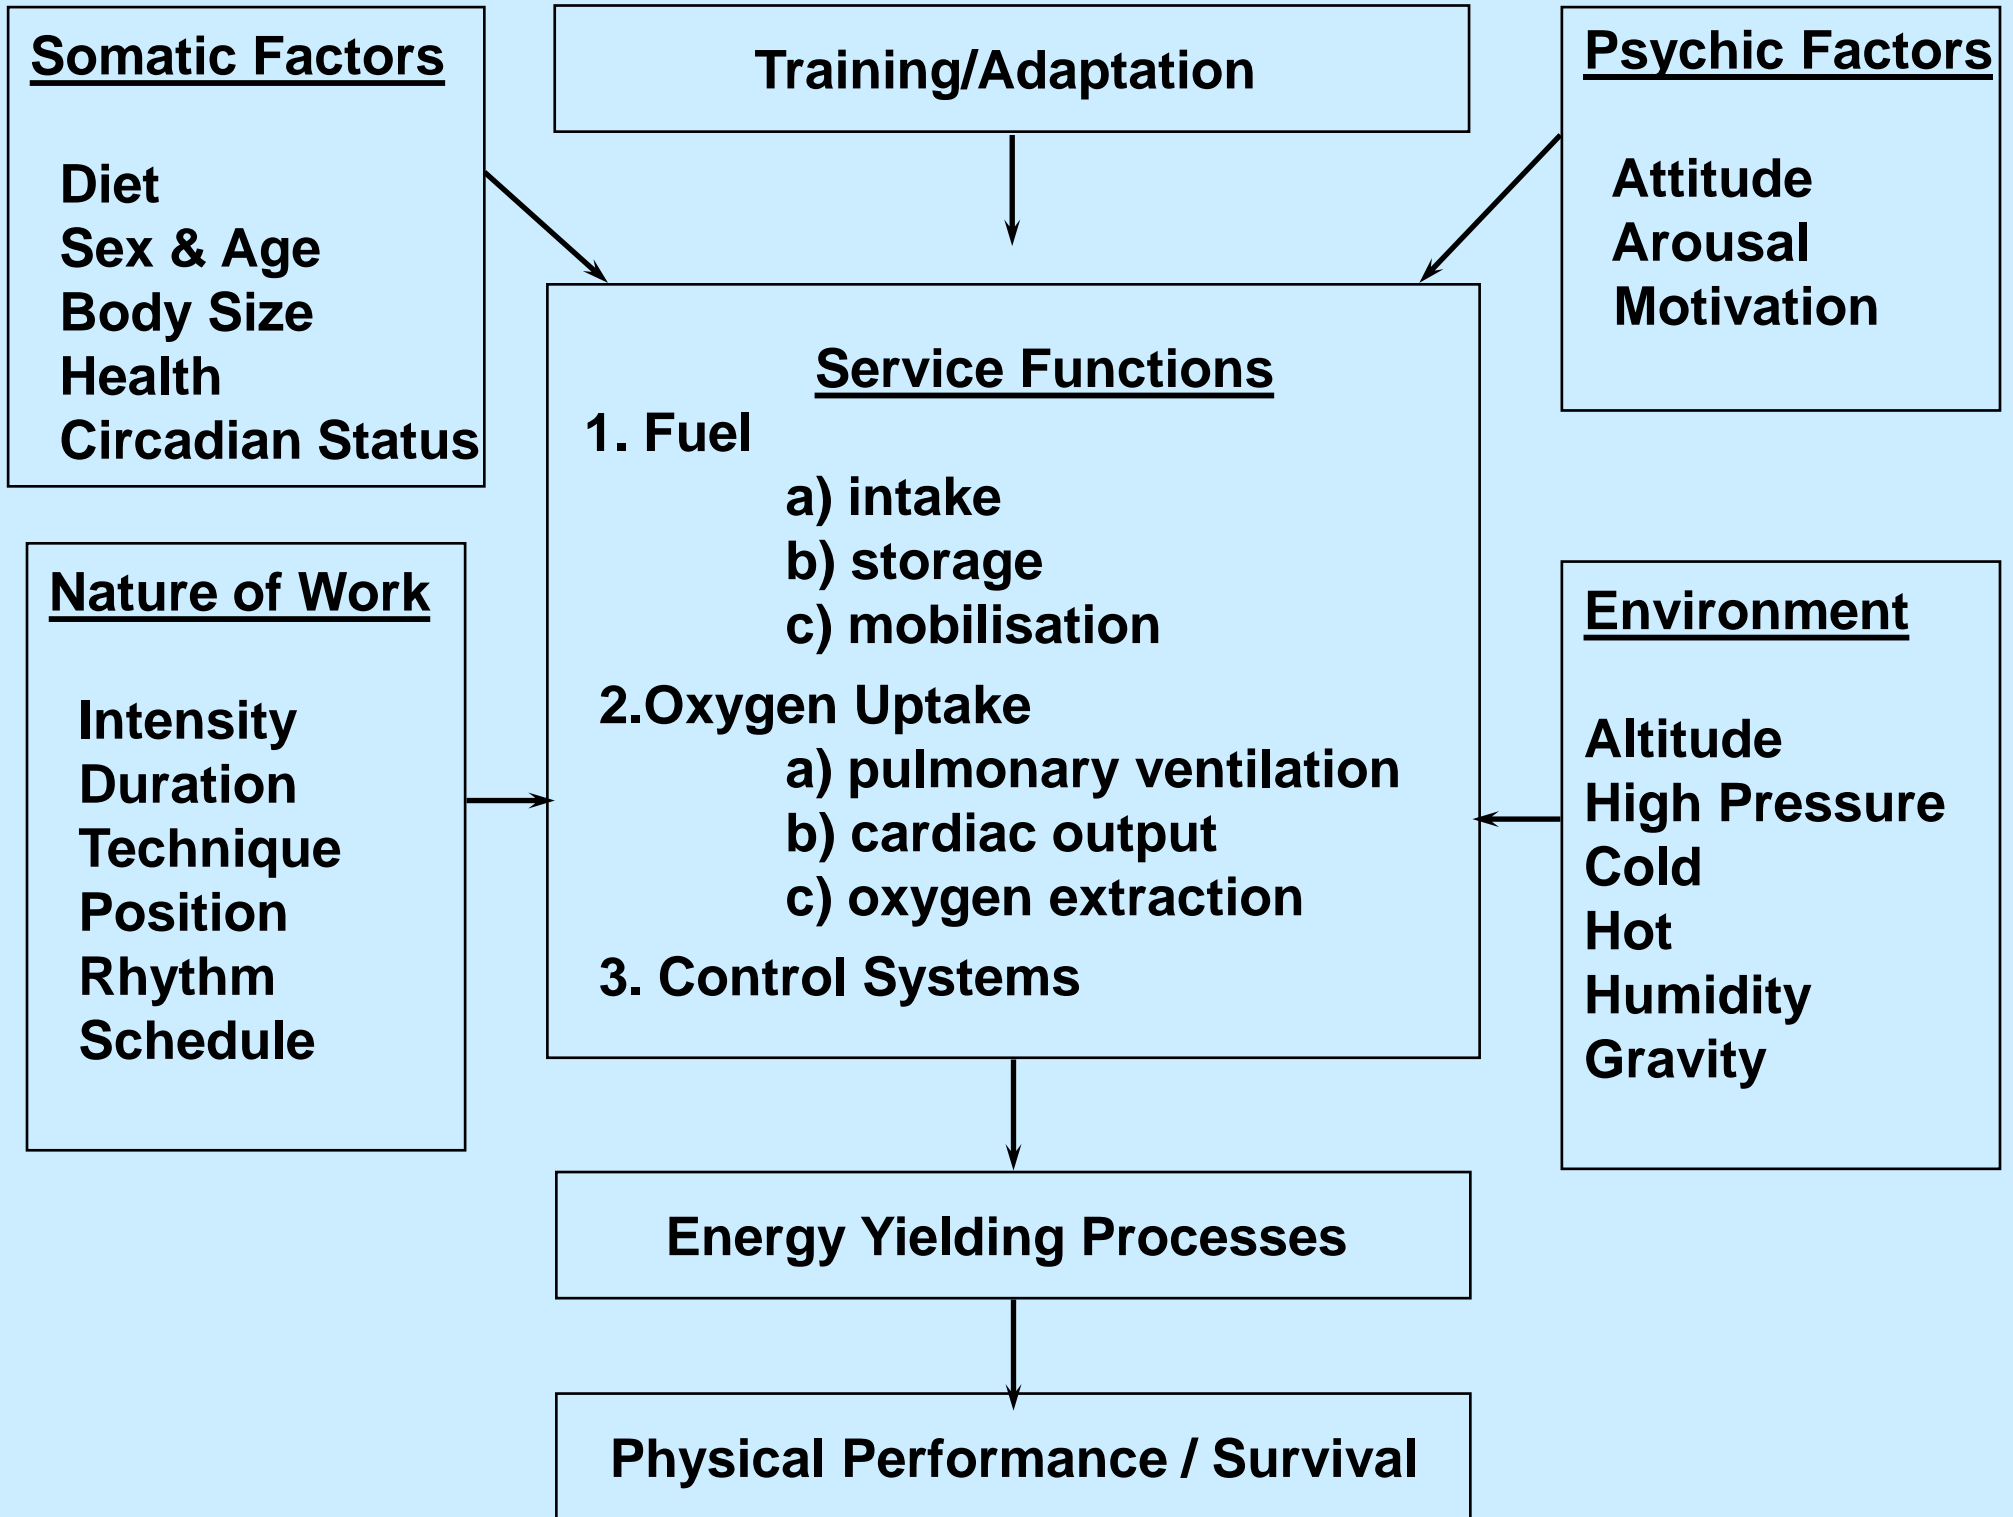 Somatic Factors
Diet
Sex & Age
Body Size
Health
Circadian Status
Training/Adaptation
Psychic Factors
Attitude
Arousal
Motivation
Nature of Work
Intensity
Duration
Technique
Position
Rhythm
Schedule
Service Functions
1. Fuel
a) intake
b) storage
c) mobilisation
2.Oxygen Uptake
a) pulmonary ventilation
b) cardiac output
c) oxygen extraction
3. Control Systems
Environment
Altitude
High Pressure
Cold
Hot
Humidity
Gravity
Energy Yielding Processes
Physical Performance / Survival